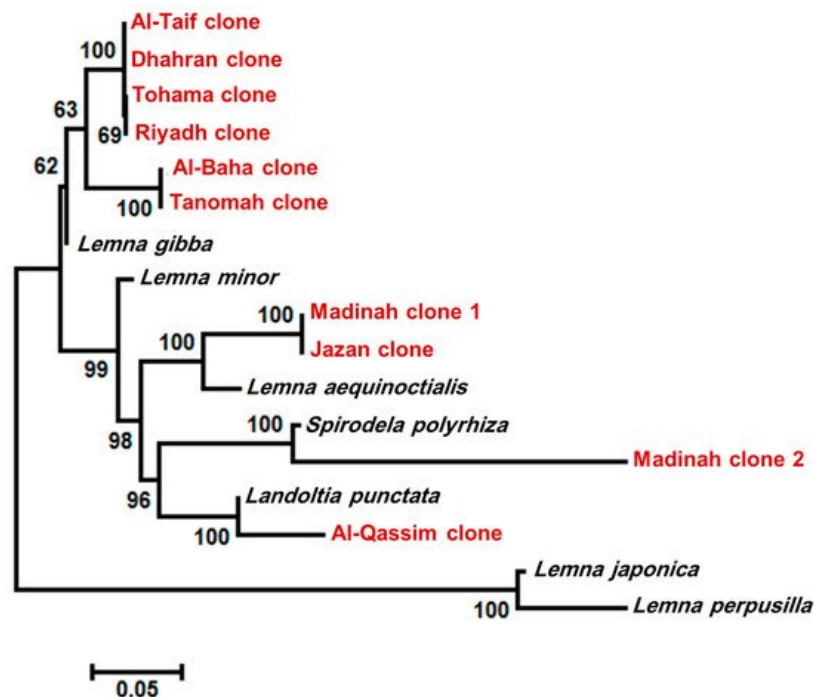 Al-Taif clone
100
Dhahran clone
Tohama clone
63
69
Riyadh clone
62
Al-Baha clone
100
Tanomah clone
Lemna gibba
Lemna minor
100
Madinah clone 1
100
Jazan clone
99
Lemna aequinoctialis
100
Spirodela polyrhiza
98
Madinah clone 2
96
Landoltia punctata
100
Al-Qassim clone
Lemna japonica
100
Lemna perpusilla
0.05